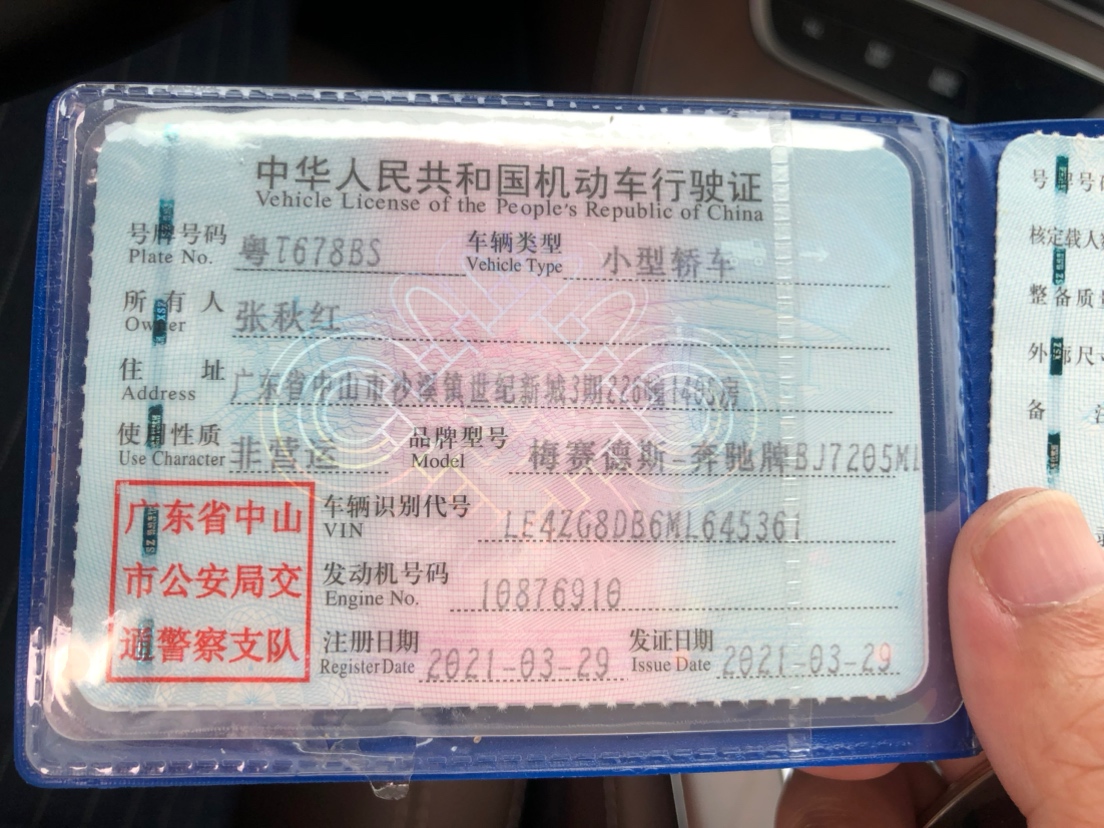 中华人民共和国机动车行驶证
Vehicle License of the People's Republic of China
号牌号码 粤T678BS 车辆类型 小型轿车
Plate No. Vehicle Type
所有人 张秋红
Owner
住址 广东省中山市沙溪镇世纪新城3期226幢1405房
Address
使用性质 非营运 品牌型号 梅赛德斯-奔驰牌BJ7205ML
Use Character Model
广东省中山
市公安局交
通警察支队
车辆识别代号 LE4ZG8DB6ML645361
VIN
发动机号码 10876910
Engine No.
注册日期 2021-03-29 发证日期 2021-03-29
Register Date Issue Date
号牌号码
核定载人
整备质量
外廓尺寸
备